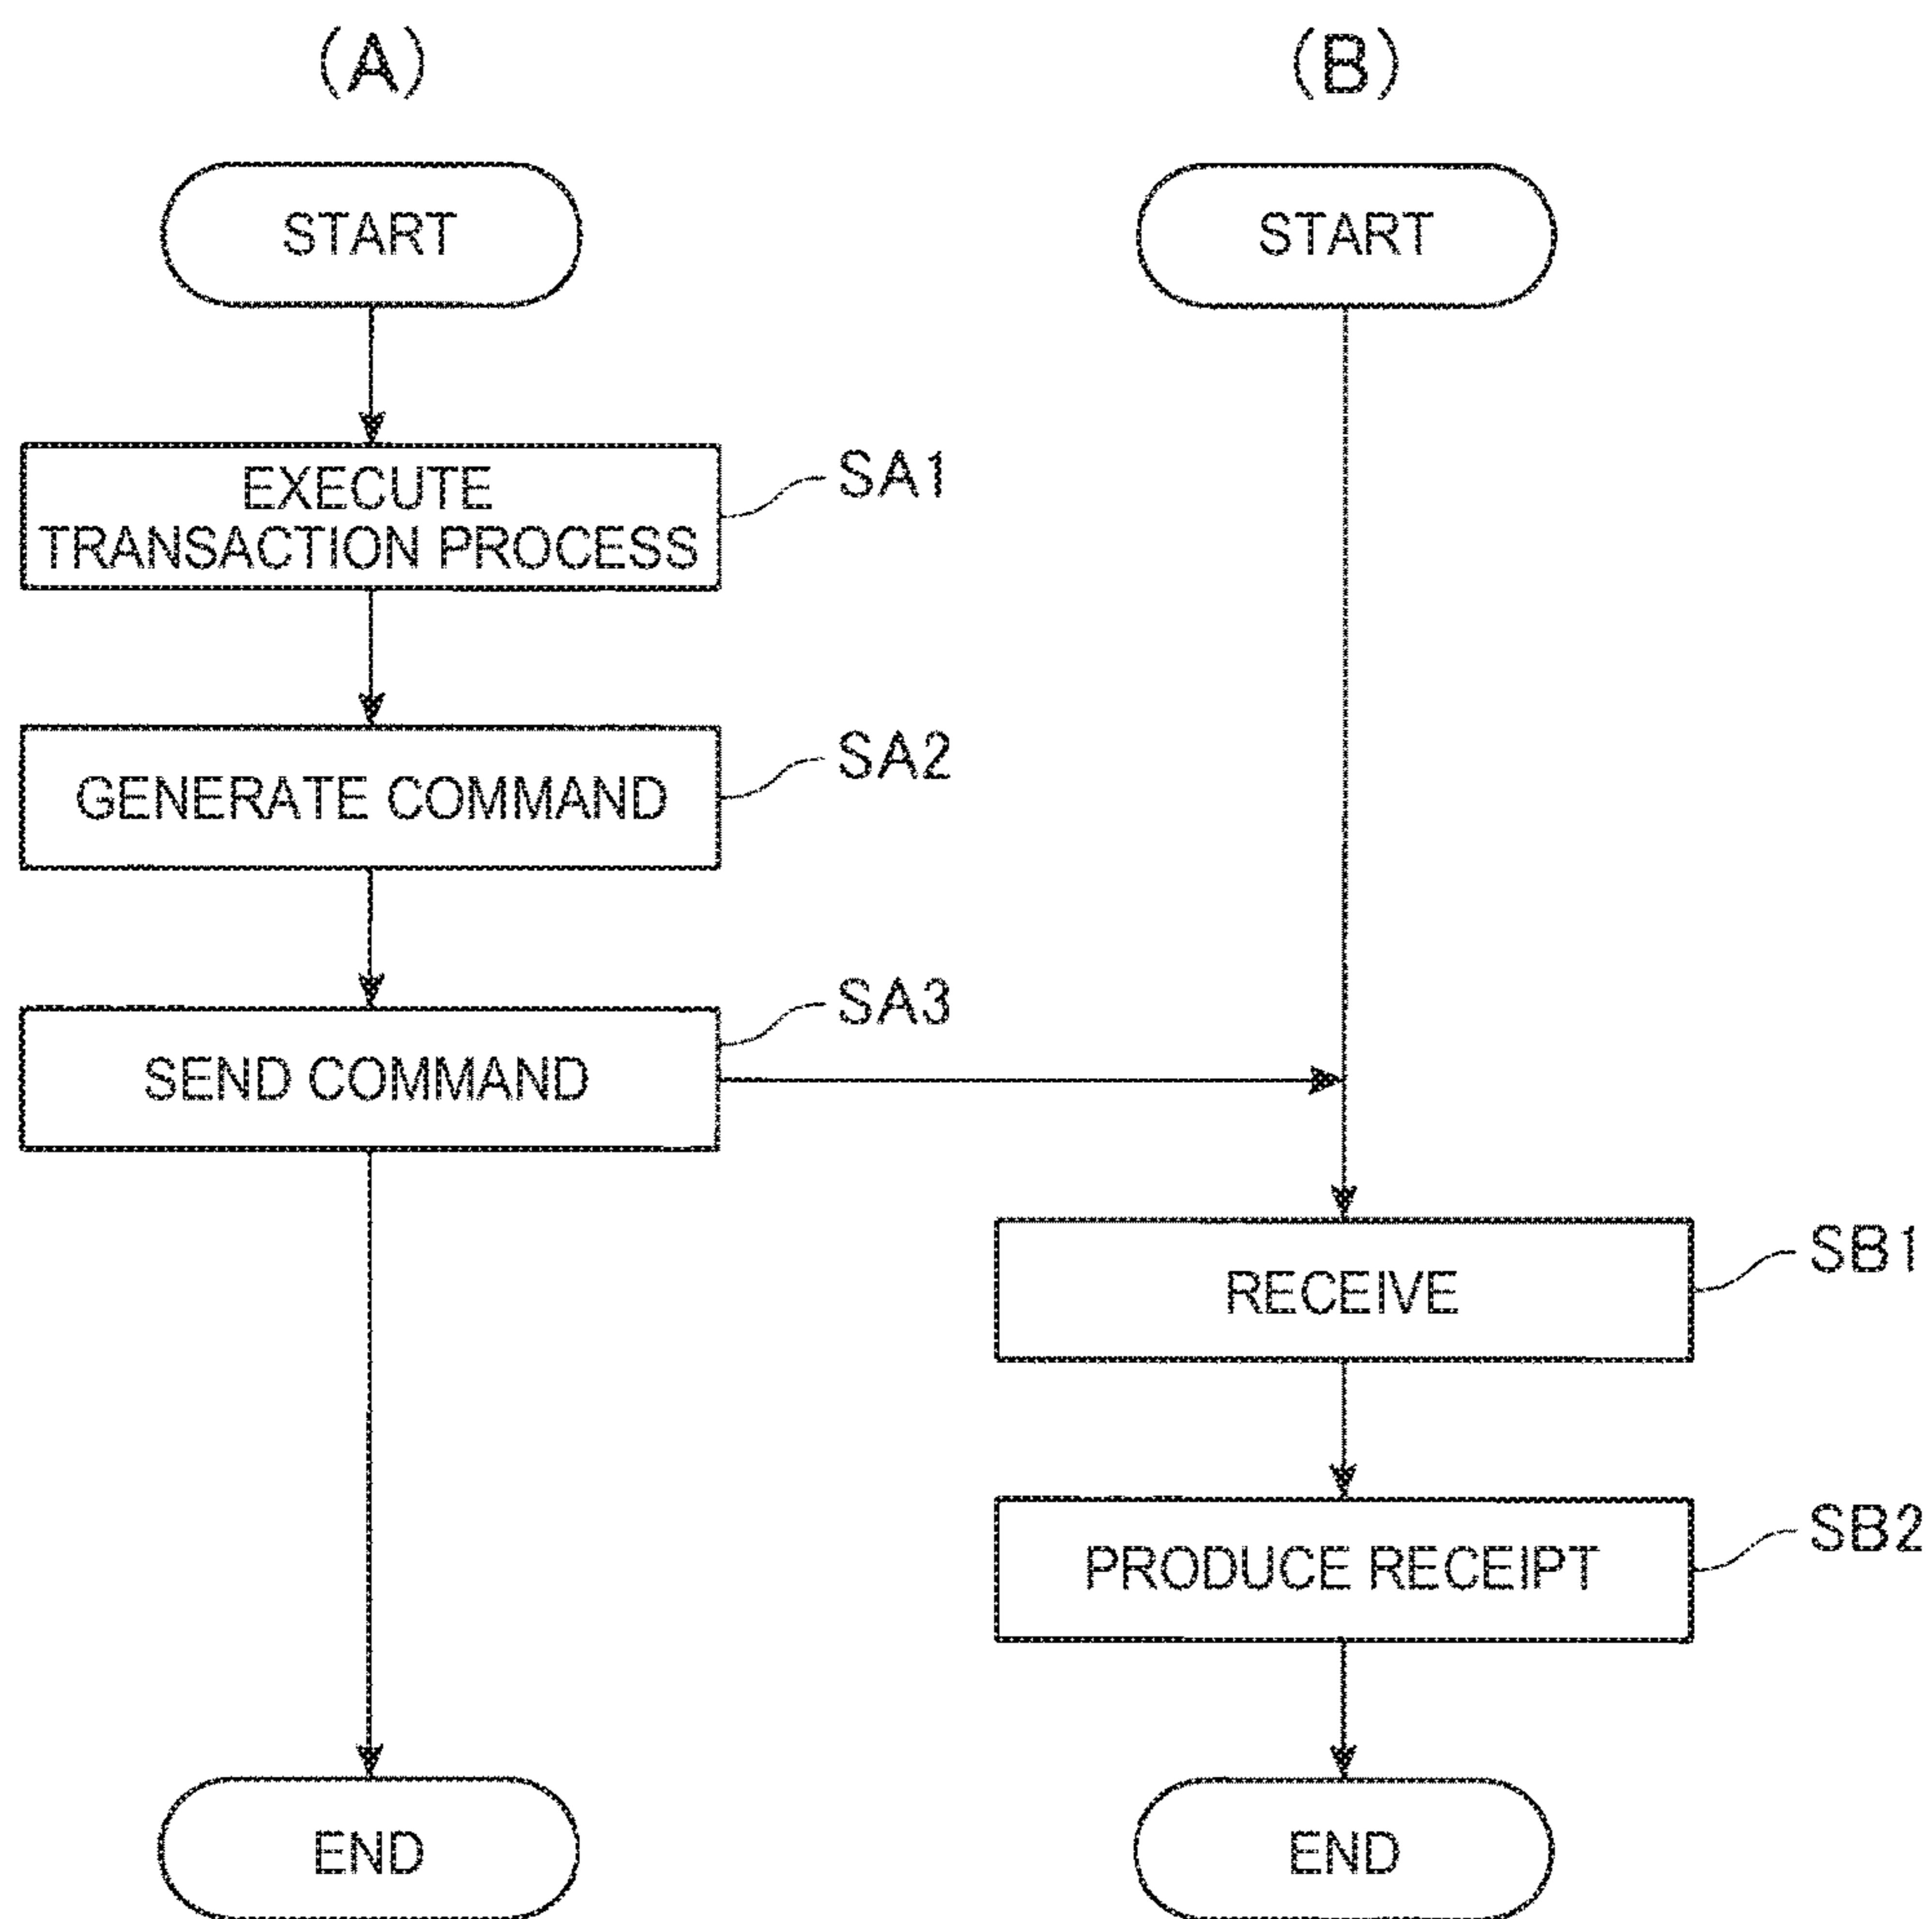 (A)
(B)
START
START
EXECUTE
TRANSACTION PROCESS
SA1
GENERATE COMMAND
SA2
SEND COMMAND
SA3
RECEIVE
SB1
PRODUCE RECEIPT
SB2
END
END